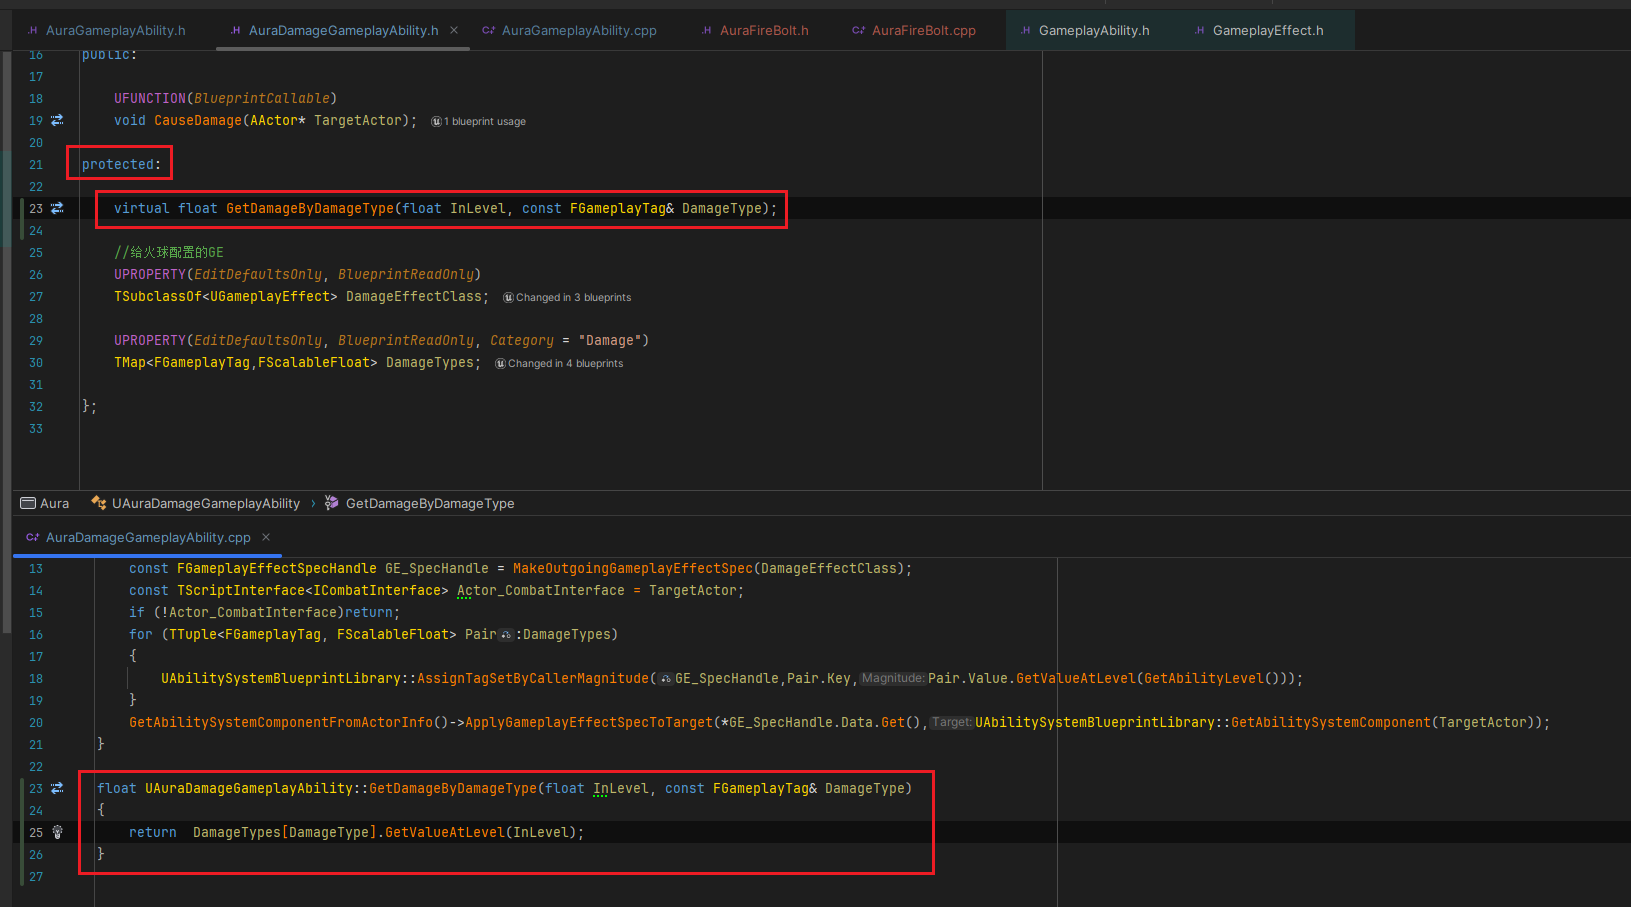 AuraGameplayAbility.h AuraDamageGameplayAbility.h AuraGameplayAbility.cpp AuraFireBolt.h AuraFireBolt.cpp GameplayAbility.h GameplayEffect.h
16 public:
17
18 UFUNCTION(BlueprintCallable)
19 void CauseDamage(AActor* TargetActor); 1 blueprint usage
20
21 protected:
22
23 virtual float GetDamageByDamageType(float InLevel, const FGameplayTag& DamageType);
24
25 //给火球配置的GE
26 UPROPERTY(EditDefaultsOnly, BlueprintReadOnly)
27 TSubclassOf<UGameplayEffect> DamageEffectClass; Changed in 3 blueprints
28
29 UPROPERTY(EditDefaultsOnly, BlueprintReadOnly, Category = "Damage")
30 TMap<FGameplayTag,FScalableFloat> DamageTypes; Changed in 4 blueprints
31
32 };
33
Aura UAuraDamageGameplayAbility › GetDamageByDamageType
AuraDamageGameplayAbility.cpp
13 const FGameplayEffectSpecHandle GE_SpecHandle = MakeOutgoingGameplayEffectSpec(DamageEffectClass);
14 const TScriptInterface<ICombatInterface> Actor_CombatInterface = TargetActor;
15 if (!Actor_CombatInterface)return;
16 for (TTuple<FGameplayTag, FScalableFloat> Pair :DamageTypes)
17 {
18 UAbilitySystemBlueprintLibrary::AssignTagSetByCallerMagnitude(GE_SpecHandle,Pair.Key, Magnitude: Pair.Value.GetValueAtLevel(GetAbilityLevel()));
19 }
20 GetAbilitySystemComponentFromActorInfo()->ApplyGameplayEffectSpecToTarget(*GE_SpecHandle.Data.Get(), Target: UAbilitySystemBlueprintLibrary::GetAbilitySystemComponent(TargetActor));
21 }
22
23 float UAuraDamageGameplayAbility::GetDamageByDamageType(float InLevel, const FGameplayTag& DamageType)
24 {
25 return DamageTypes[DamageType].GetValueAtLevel(InLevel);
26 }
27